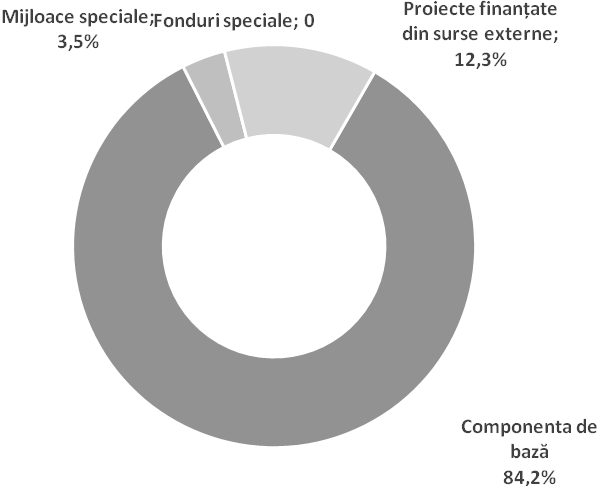 Mijloace speciale;
3,5%
Fonduri speciale; 0
Proiecte finanțate
din surse externe;
12,3%
Componenta de
bază
84,2%